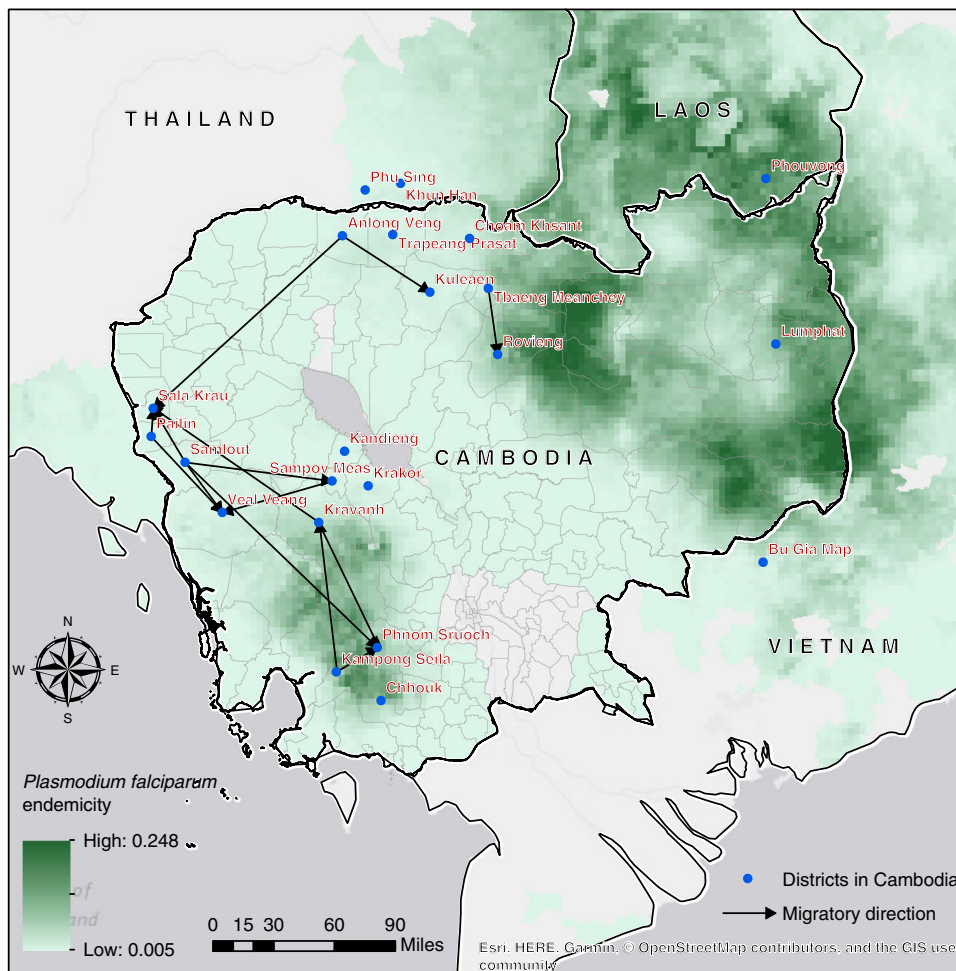 THAILAND
LAOS
Phouvong
Phu Sing
Khun Han
Anlong Veng
Choam Khsant
Trapeang Prasat
Kuleaen
Tbaeng Meanchey
Lumphat
Rovieng
Sala Krau
Pailin
Kandieng
Samlout
CAMBODIA
Sampov Meas
Krakor
Veal Veang
Kravanh
Bu Gia Map
N
Phnom Sruoch
VIETNAM
W
E
Kampong Seila
Chhouk
S
Plasmodium falciparum
endemicity
High: 0.248
of
and
Low: 0.005
Districts in Cambodia
Migratory direction
0 15 30 60 90
Miles
Esri, HERE, Garmin, © OpenStreetMap contributors, and the GIS use
community